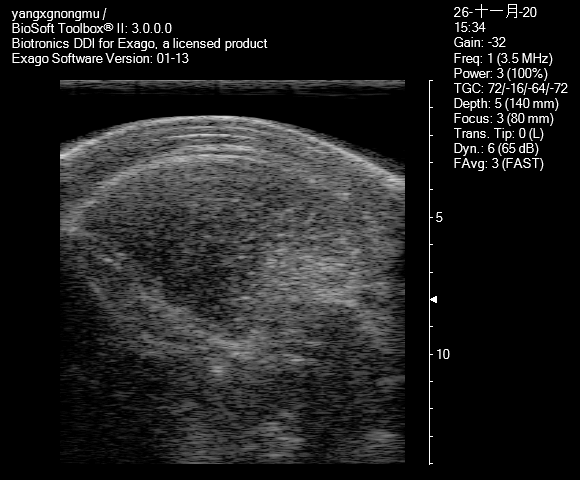 yangxgnongmu /
BioSoft Toolbox® II: 3.0.0.0
Biotronics DDI for Exago, a licensed product
Exago Software Version: 01-13
26-十一月-20
15:34
Gain: -32
Freq: 1 (3.5 MHz)
Power: 3 (100%)
TGC: 72/-16/-64/-72
Depth: 5 (140 mm)
Focus: 3 (80 mm)
Trans. Tip: 0 (L)
Dyn.: 6 (65 dB)
FAvg: 3 (FAST)
5
10